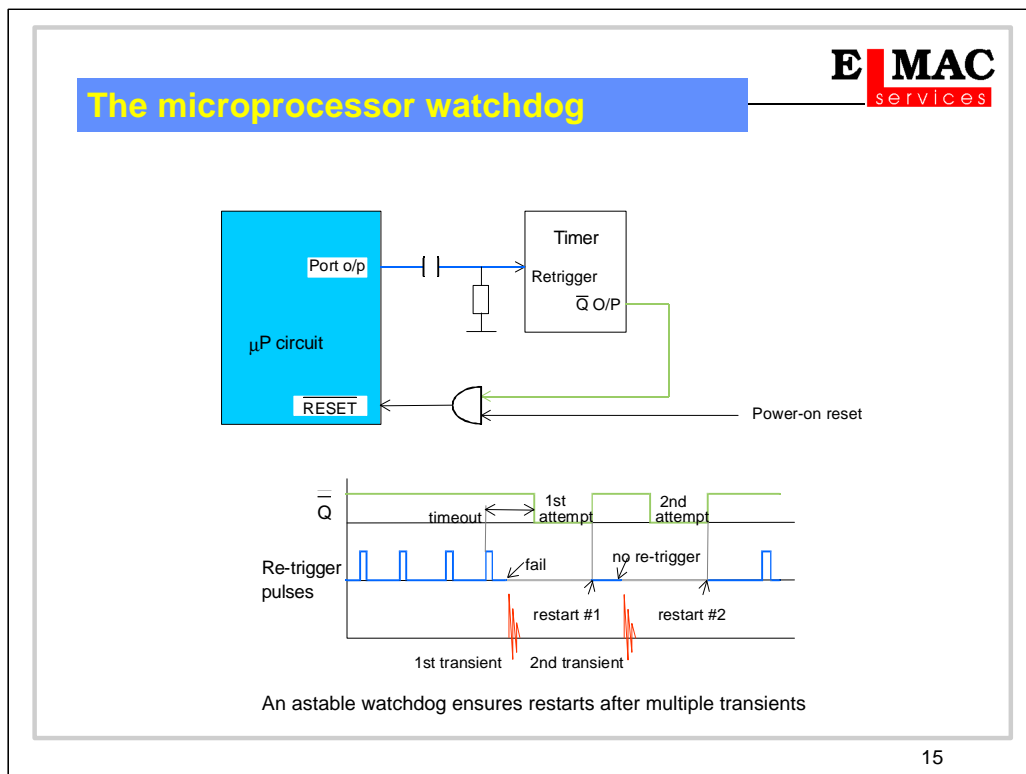 E MAC
services
The microprocessor watchdog
Timer
Port o/p
Retrigger
Q̅ O/P
μP circuit
R̅E̅S̅E̅T̅
Power-on reset
Q̅
timeout
1st
attempt
2nd
attempt
Re-trigger
pulses
fail
no re-trigger
restart #1
restart #2
1st transient
2nd transient
An astable watchdog ensures restarts after multiple transients
15